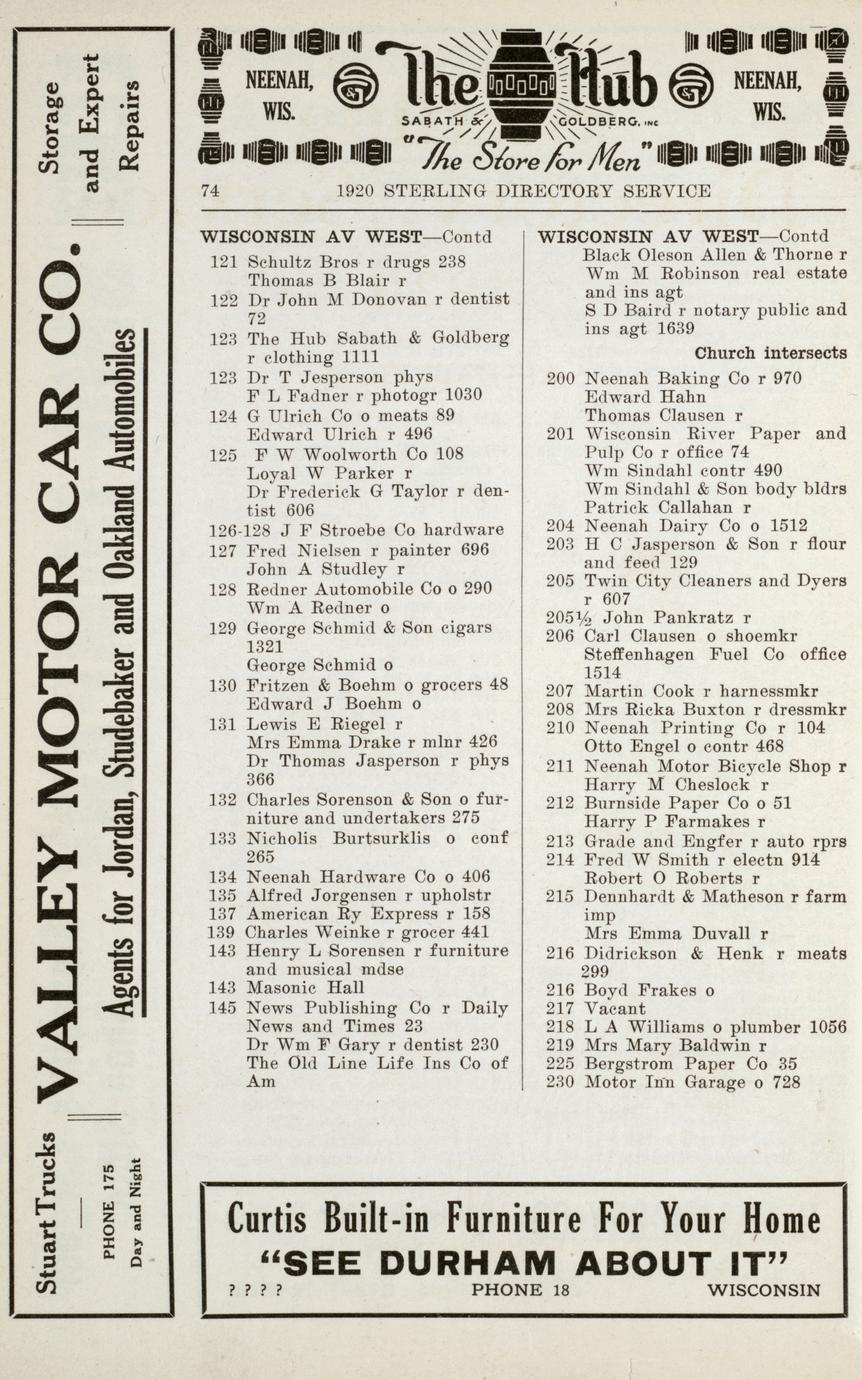 Storage
and Expert
Repairs
VALLEY MOTOR CAR CO.
Agents for Jordan, Studebaker and Oakland Automobiles
Stuart Trucks
PHONE 175
Day and Night
NEENAH,
WIS.
The Hub
SABATH & GOLDBERG, INC
"The Store for Men"
NEENAH,
WIS.
74 1920 STERLING DIRECTORY SERVICE
WISCONSIN AV WEST—Contd
121 Schultz Bros r drugs 238
Thomas B Blair r
122 Dr John M Donovan r dentist
72
123 The Hub Sabath & Goldberg
r clothing 1111
123 Dr T Jesperson phys
F L Fadner r photogr 1030
124 G Ulrich Co o meats 89
Edward Ulrich r 496
125 F W Woolworth Co 108
Loyal W Parker r
Dr Frederick G Taylor r den-
tist 606
126-128 J F Stroebe Co hardware
127 Fred Nielsen r painter 696
John A Studley r
128 Redner Automobile Co o 290
Wm A Redner o
129 George Schmid & Son cigars
1321
George Schmid o
130 Fritzen & Boehm o grocers 48
Edward J Boehm o
131 Lewis E Riegel r
Mrs Emma Drake r mlnr 426
Dr Thomas Jasperson r phys
366
132 Charles Sorenson & Son o fur-
niture and undertakers 275
133 Nicholis Burtsurklis o conf
265
134 Neenah Hardware Co o 406
135 Alfred Jorgensen r upholstr
137 American Ry Express r 158
139 Charles Weinke r grocer 441
143 Henry L Sorensen r furniture
and musical mdse
143 Masonic Hall
145 News Publishing Co r Daily
News and Times 23
Dr Wm F Gary r dentist 230
The Old Line Life Ins Co of
Am
WISCONSIN AV WEST—Contd
Black Oleson Allen & Thorne r
Wm M Robinson real estate
and ins agt
S D Baird r notary public and
ins agt 1639
Church intersects
200 Neenah Baking Co r 970
Edward Hahn
Thomas Clausen r
201 Wisconsin River Paper and
Pulp Co r office 74
Wm Sindahl contr 490
Wm Sindahl & Son body bldrs
Patrick Callahan r
204 Neenah Dairy Co o 1512
203 H C Jasperson & Son r flour
and feed 129
205 Twin City Cleaners and Dyers
r 607
205½ John Pankratz r
206 Carl Clausen o shoemkr
Steffenhagen Fuel Co office
1514
207 Martin Cook r harnessmkr
208 Mrs Ricka Buxton r dressmkr
210 Neenah Printing Co r 104
Otto Engel o contr 468
211 Neenah Motor Bicycle Shop r
Harry M Cheslock r
212 Burnside Paper Co o 51
Harry P Farmakes r
213 Grade and Engfer r auto rprs
214 Fred W Smith r electn 914
Robert O Roberts r
215 Dennhardt & Matheson r farm
imp
Mrs Emma Duvall r
216 Didrickson & Henk r meats
299
216 Boyd Frakes o
217 Vacant
218 L A Williams o plumber 1056
219 Mrs Mary Baldwin r
225 Bergstrom Paper Co 35
230 Motor Inn Garage o 728
Curtis Built-in Furniture For Your Home
"SEE DURHAM ABOUT IT"
? ? ? ? PHONE 18 WISCONSIN